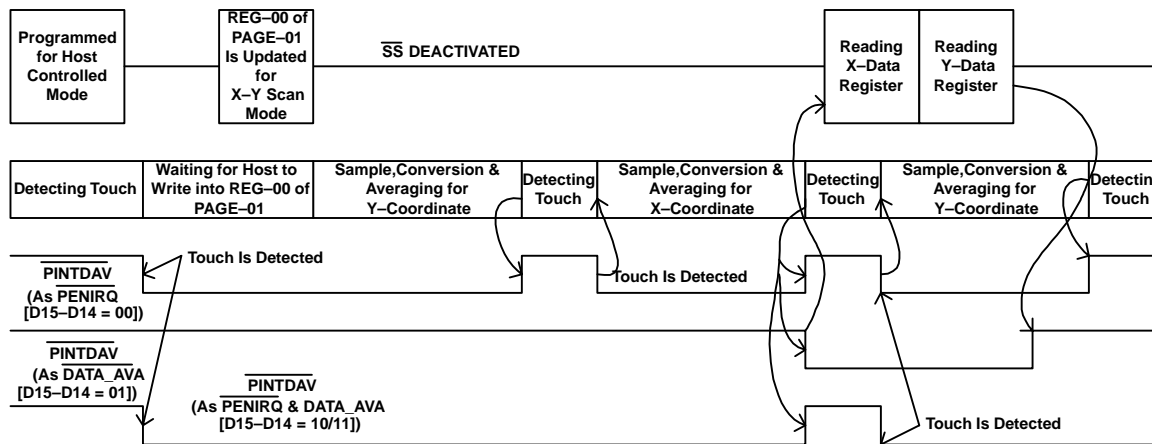 Programmed
for Host
Controlled
Mode
REG–00 of
PAGE–01
Is Updated
for
X–Y Scan
Mode
SS DEACTIVATED
Reading
X–Data
Register
Reading
Y–Data
Register
Detecting Touch
Waiting for Host to
Write into REG–00 of
PAGE–01
Sample,Conversion &
Averaging for
Y–Coordinate
Detecting
Touch
Sample,Conversion &
Averaging for
X–Coordinate
Detecting
Touch
Sample,Conversion &
Averaging for
Y–Coordinate
Detecting
Touch
PINTDAV
(As PENIRQ
[D15–D14 = 00])
Touch Is Detected
Touch Is Detected
PINTDAV
(As DATA_AVA
[D15–D14 = 01])
PINTDAV
(As PENIRQ & DATA_AVA
[D15–D14 = 10/11])
Touch Is Detected